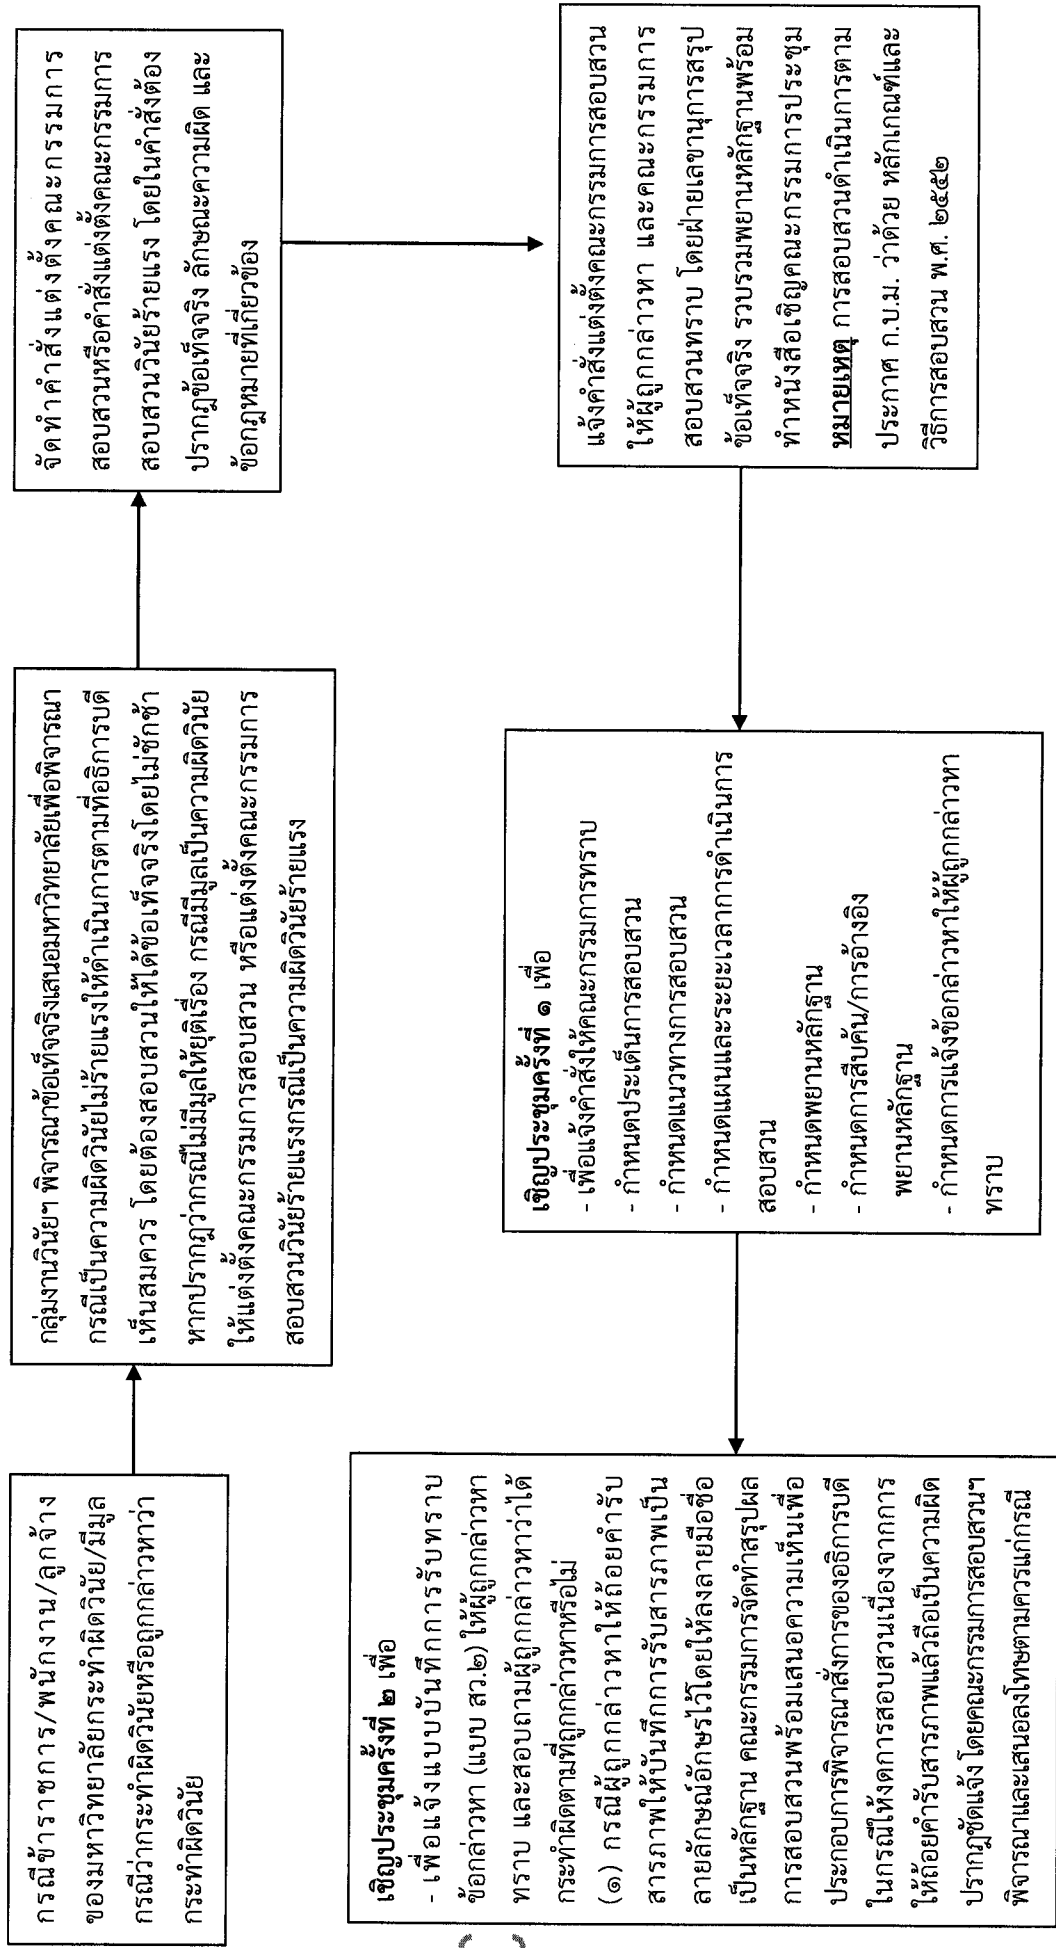 กรณีข้าราชการ/พนักงาน/ลูกจ้าง
ของมหาวิทยาลัยกระทำผิดวินัย/มีมูล
กรณีว่ากระทำผิดวินัยหรือถูกกล่าวหาว่า
กระทำผิดวินัย
กลุ่มงานวินัยฯ พิจารณาข้อเท็จจริงเสนอมหาวิทยาลัยเพื่อพิจารณา
กรณีเป็นความผิดวินัยไม่ร้ายแรงให้ดำเนินการตามที่อธิการบดี
เห็นสมควร โดยต้องสอบสวนให้ได้ข้อเท็จจริงโดยไม่ชักช้า
หากปรากฏว่ากรณีไม่มีมูลให้ยุติเรื่อง กรณีมีมูลเป็นความผิดวินัย
ให้แต่งตั้งคณะกรรมการสอบสวน หรือแต่งตั้งคณะกรรมการ
สอบสวนวินัยร้ายแรงกรณีเป็นความผิดวินัยร้ายแรง
จัดทำคำสั่งแต่งตั้งคณะกรรมการ
สอบสวนหรือคำสั่งแต่งตั้งคณะกรรมการ
สอบสวนวินัยร้ายแรง โดยในคำสั่งต้อง
ปรากฏข้อเท็จจริง ลักษณะความผิด และ
ข้อกฎหมายที่เกี่ยวข้อง
แจ้งคำสั่งแต่งตั้งคณะกรรมการสอบสวน
ให้ผู้ถูกกล่าวหา และคณะกรรมการ
สอบสวนทราบ โดยฝ่ายเลขานุการสรุป
ข้อเท็จจริง รวบรวมพยานหลักฐานพร้อม
ทำหนังสือเชิญคณะกรรมการประชุม
หมายเหตุ การสอบสวนดำเนินการตาม
ประกาศ ก.บ.ม. ว่าด้วย หลักเกณฑ์และ
วิธีการสอบสวน พ.ศ. ๒๕๕๒
เชิญประชุมครั้งที่ ๑ เพื่อ
- เพื่อแจ้งคำสั่งให้คณะกรรมการทราบ
- กำหนดประเด็นการสอบสวน
- กำหนดแนวทางการสอบสวน
- กำหนดแผนและระยะเวลาการดำเนินการ
สอบสวน
- กำหนดพยานหลักฐาน
- กำหนดการสืบค้น/การอ้างอิง
พยานหลักฐาน
- กำหนดการแจ้งข้อกล่าวหาให้ผู้ถูกกล่าวหา
ทราบ
เชิญประชุมครั้งที่ ๒ เพื่อ
- เพื่อแจ้งแบบบันทึกการรับทราบ
ข้อกล่าวหา (แบบ สว.๒) ให้ผู้ถูกกล่าวหา
ทราบ และสอบถามผู้ถูกกล่าวหาว่าได้
กระทำผิดตามที่ถูกกล่าวหาหรือไม่
(๑) กรณีผู้ถูกกล่าวหาให้ถ้อยคำรับ
สารภาพให้บันทึกการรับสารภาพเป็น
ลายลักษณ์อักษรไว้โดยให้ลงลายมือชื่อ
เป็นหลักฐาน คณะกรรมการจัดทำสรุปผล
การสอบสวนพร้อมเสนอความเห็นเพื่อ
ประกอบการพิจารณาสั่งการของอธิการบดี
ในกรณีให้งดการสอบสวนเนื่องจากการ
ให้ถ้อยคำรับสารภาพแล้วถือเป็นความผิด
ปรากฏชัดแจ้ง โดยคณะกรรมการสอบสวนฯ
พิจารณาและเสนอลงโทษตามควรแก่กรณี